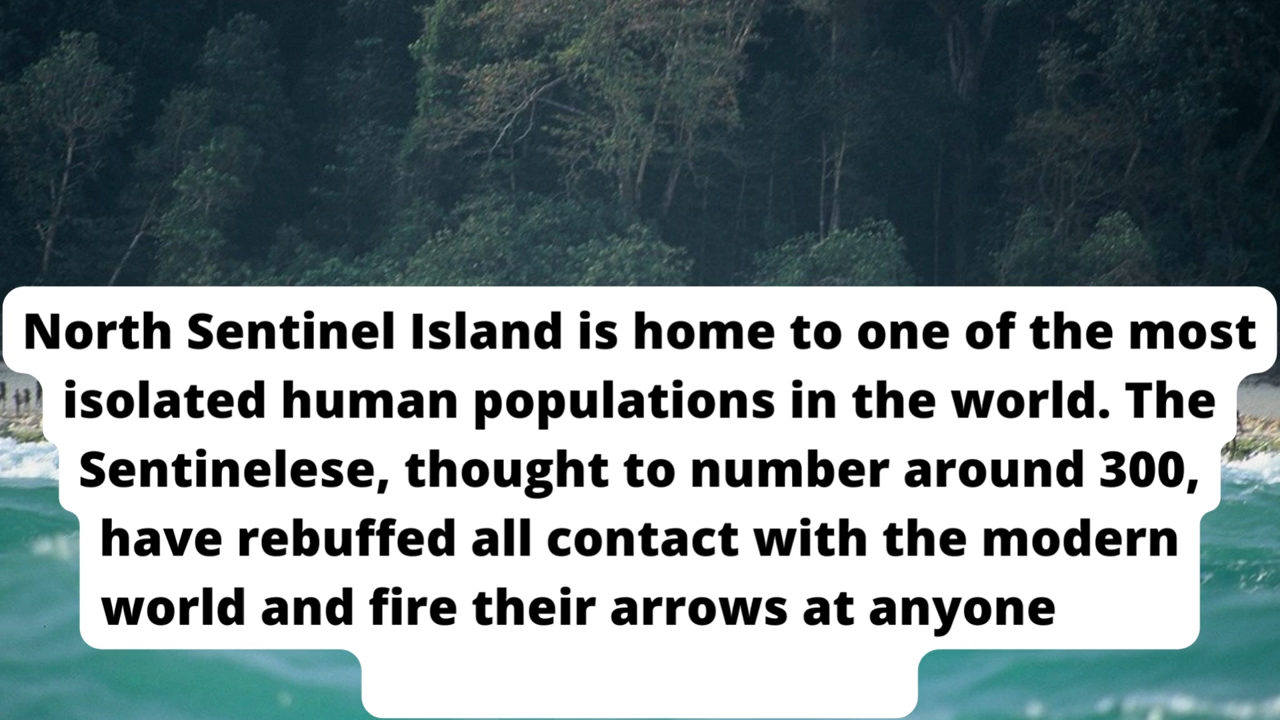 North Sentinel Island is home to one of the most
isolated human populations in the world. The
Sentinelese, thought to number around 300,
have rebuffed all contact with the modern
world and fire their arrows at anyone